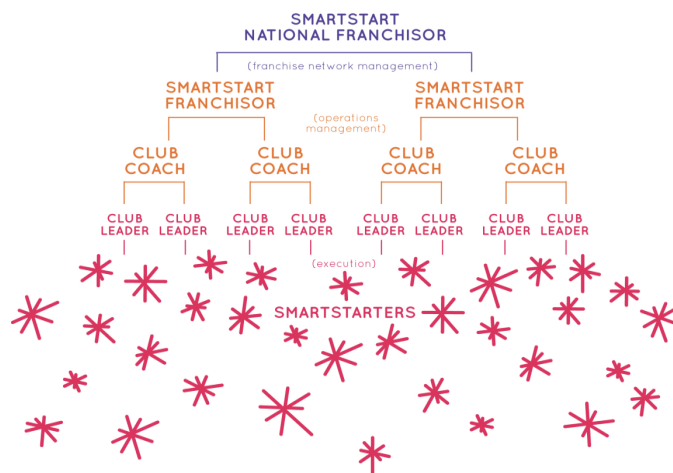 SMARTSTART
NATIONAL FRANCHISOR
(franchise network management)
SMARTSTART
FRANCHISOR
SMARTSTART
FRANCHISOR
(operations
management)
CLUB
COACH
CLUB
COACH
CLUB
COACH
CLUB
COACH
CLUB
LEADER
CLUB
LEADER
CLUB
LEADER
CLUB
LEADER
CLUB
LEADER
CLUB
LEADER
CLUB
LEADER
CLUB
LEADER
(execution)
SMARTSTARTERS